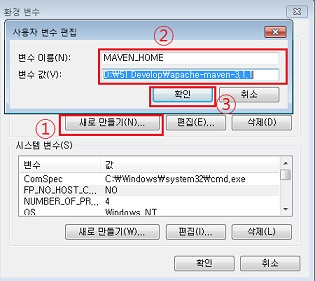 환경 변수
사용자 변수 편집
②
변수 이름(N): MAVEN_HOME
변수 값(V): D:\51.Develop\apache-maven-3.1.1
확인 취소
① ③
새로 만들기(N)... 편집(E)... 삭제(D)
시스템 변수(S)
변수 값
ComSpec C:\Windows\system32\cmd.exe
FP_NO_HOST_C... NO
NUMBER_OF_PR... 4
OS Windows_NT
새로 만들기(W)... 편집(I)... 삭제(L)
확인 취소